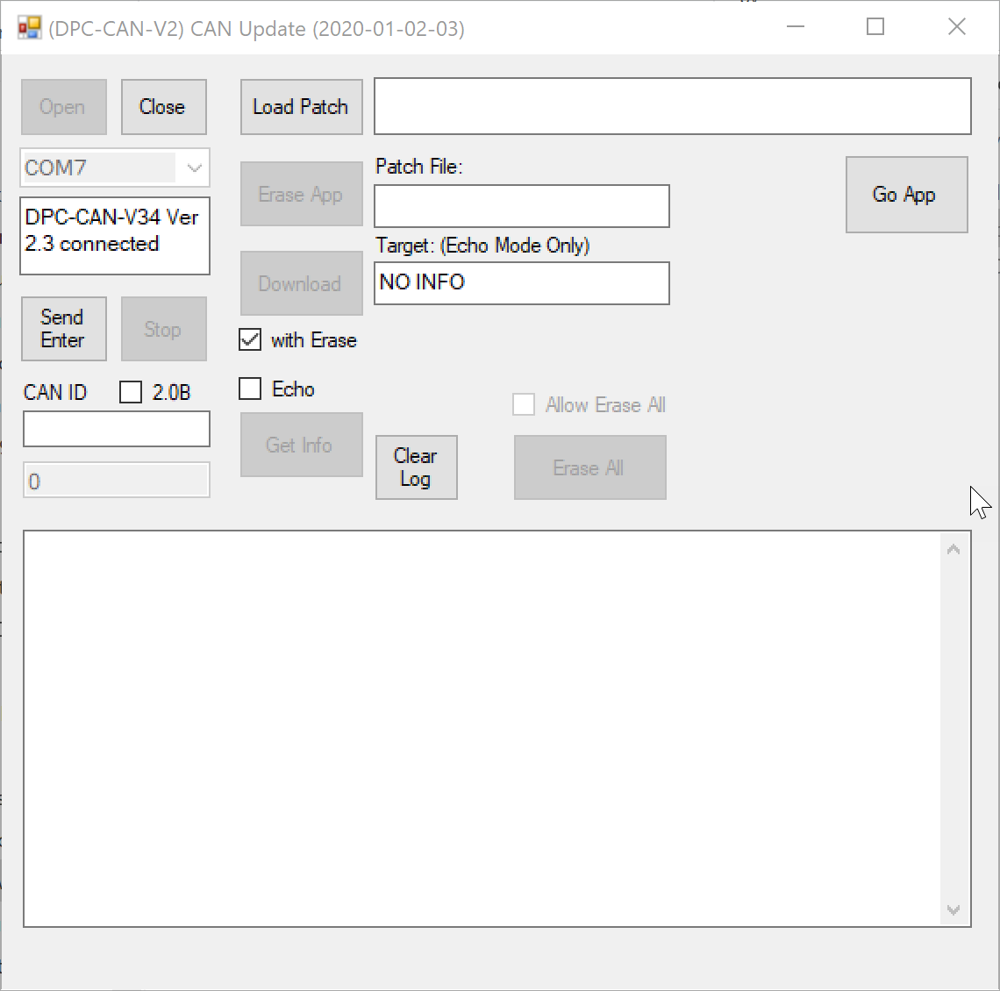 (DPC-CAN-V2) CAN Update (2020-01-02-03)
Open
Close
Load Patch
COM7
Patch File:
Erase App
Go App
DPC-CAN-V34 Ver
2.3 connected
Target: (Echo Mode Only)
NO INFO
Download
Send
Enter
Stop
with Erase
CAN ID
2.0B
Echo
Allow Erase All
Get Info
Clear
Log
Erase All
0